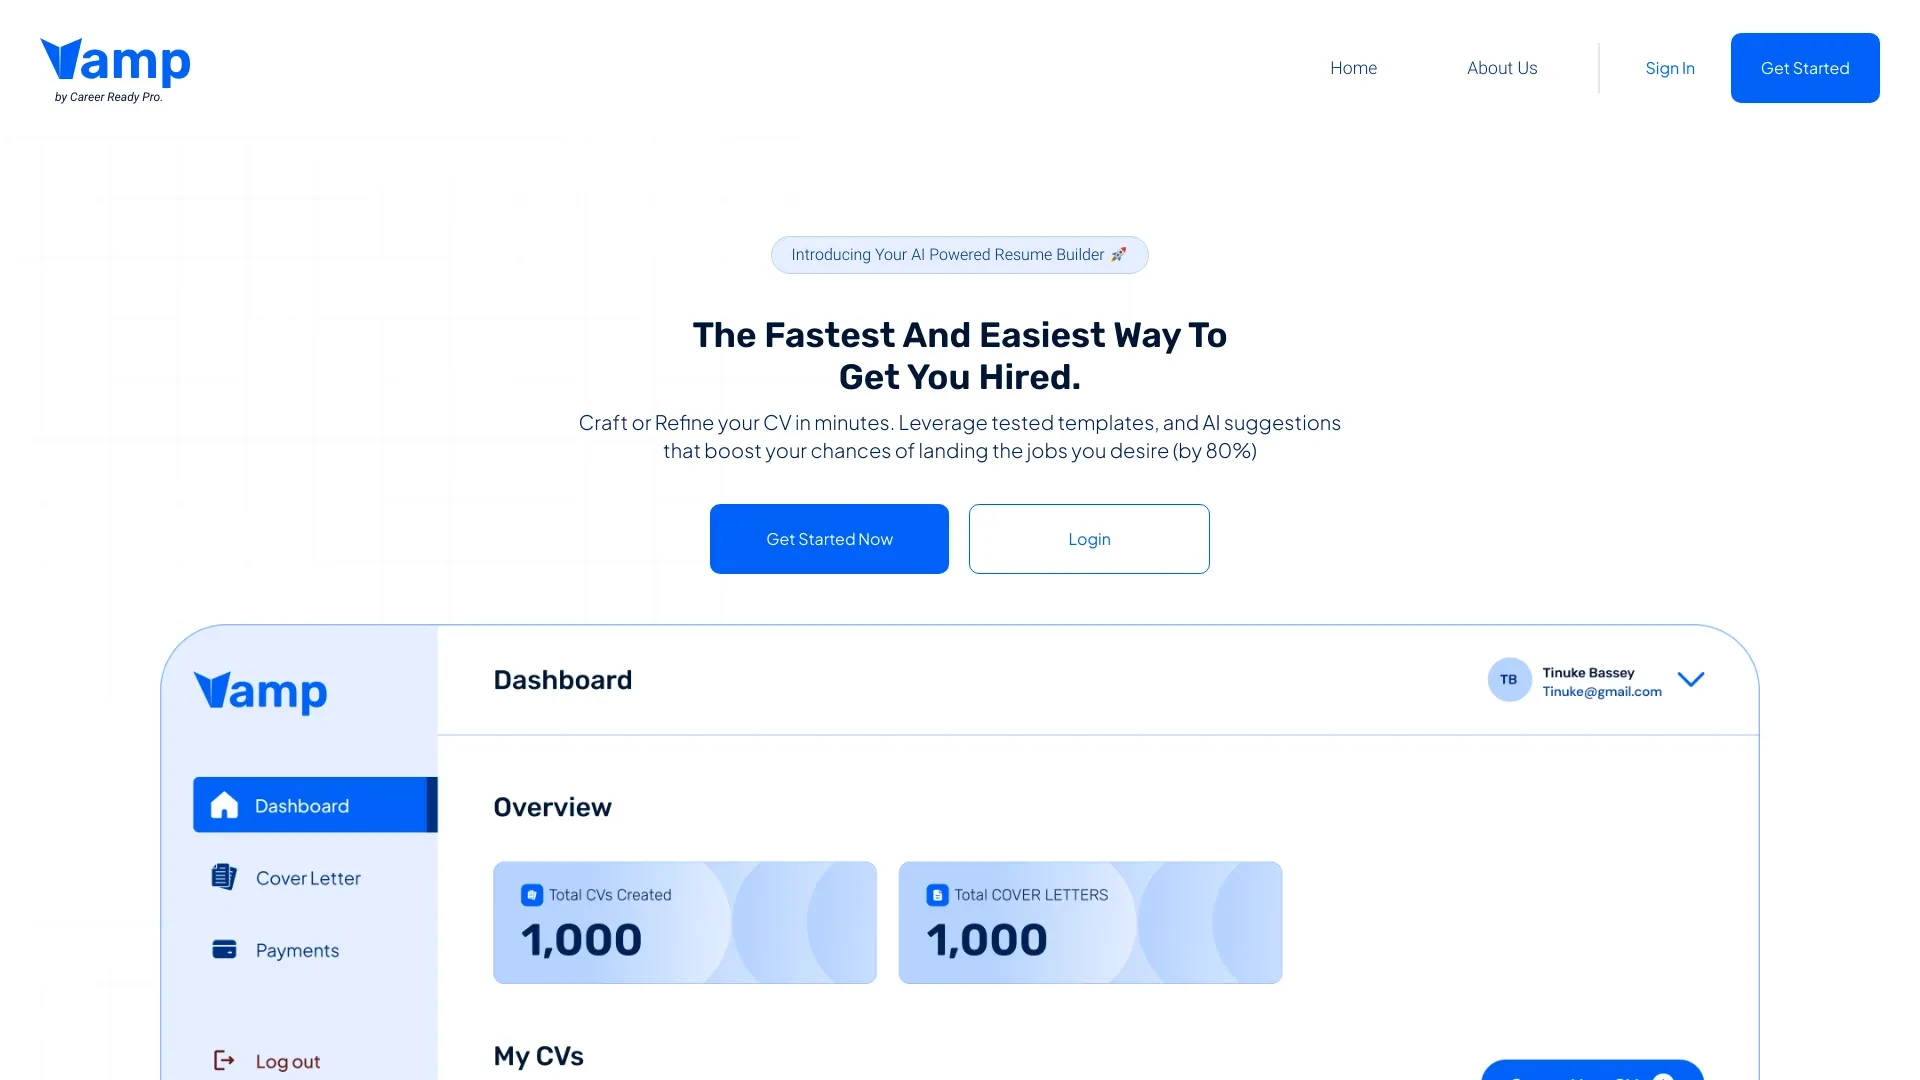 Vamp
by Career Ready Pro.
Home
About Us
Sign In
Get Started
Introducing Your AI Powered Resume Builder 🚀
The Fastest And Easiest Way To
Get You Hired.
Craft or Refine your CV in minutes. Leverage tested templates, and AI suggestions
that boost your chances of landing the jobs you desire (by 80%)
Get Started Now
Login
Vamp
Dashboard
TB
Tinuke Bassey
Tinuke@gmail.com
Dashboard
Cover Letter
Payments
Log out
Overview
Total CVs Created
1,000
Total COVER LETTERS
1,000
My CVs